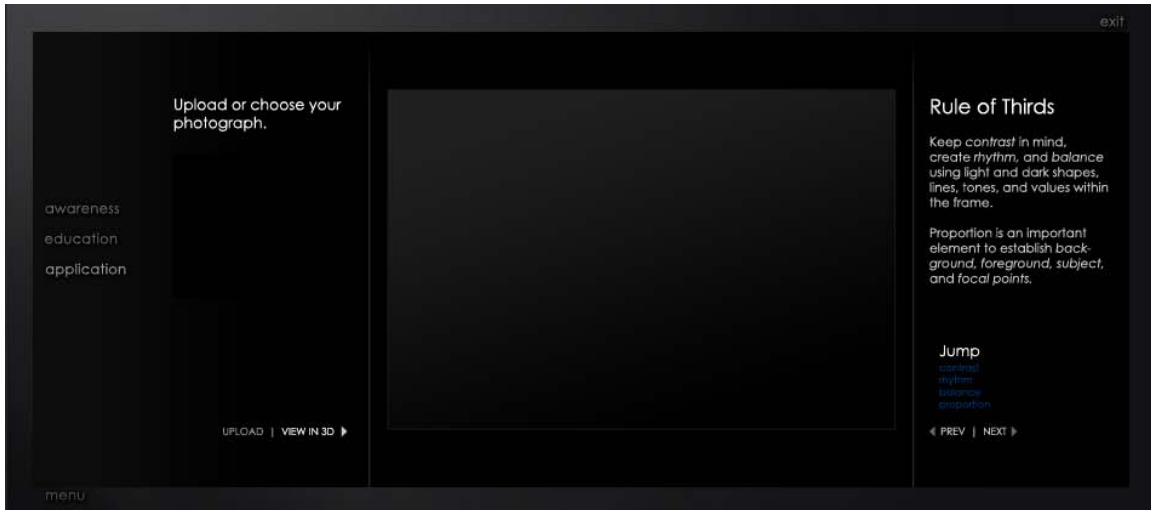 exit
Upload or choose your
photograph.
awareness
education
application
UPLOAD | VIEW IN 3D
Rule of Thirds
Keep contrast in mind,
create rhythm, and balance
using light and dark shapes,
lines, tones, and values within
the frame.
Proportion is an important
element to establish back-
ground, foreground, subject,
and focal points.
Jump
contrast
rhythm
balance
proportion
PREV | NEXT
menu